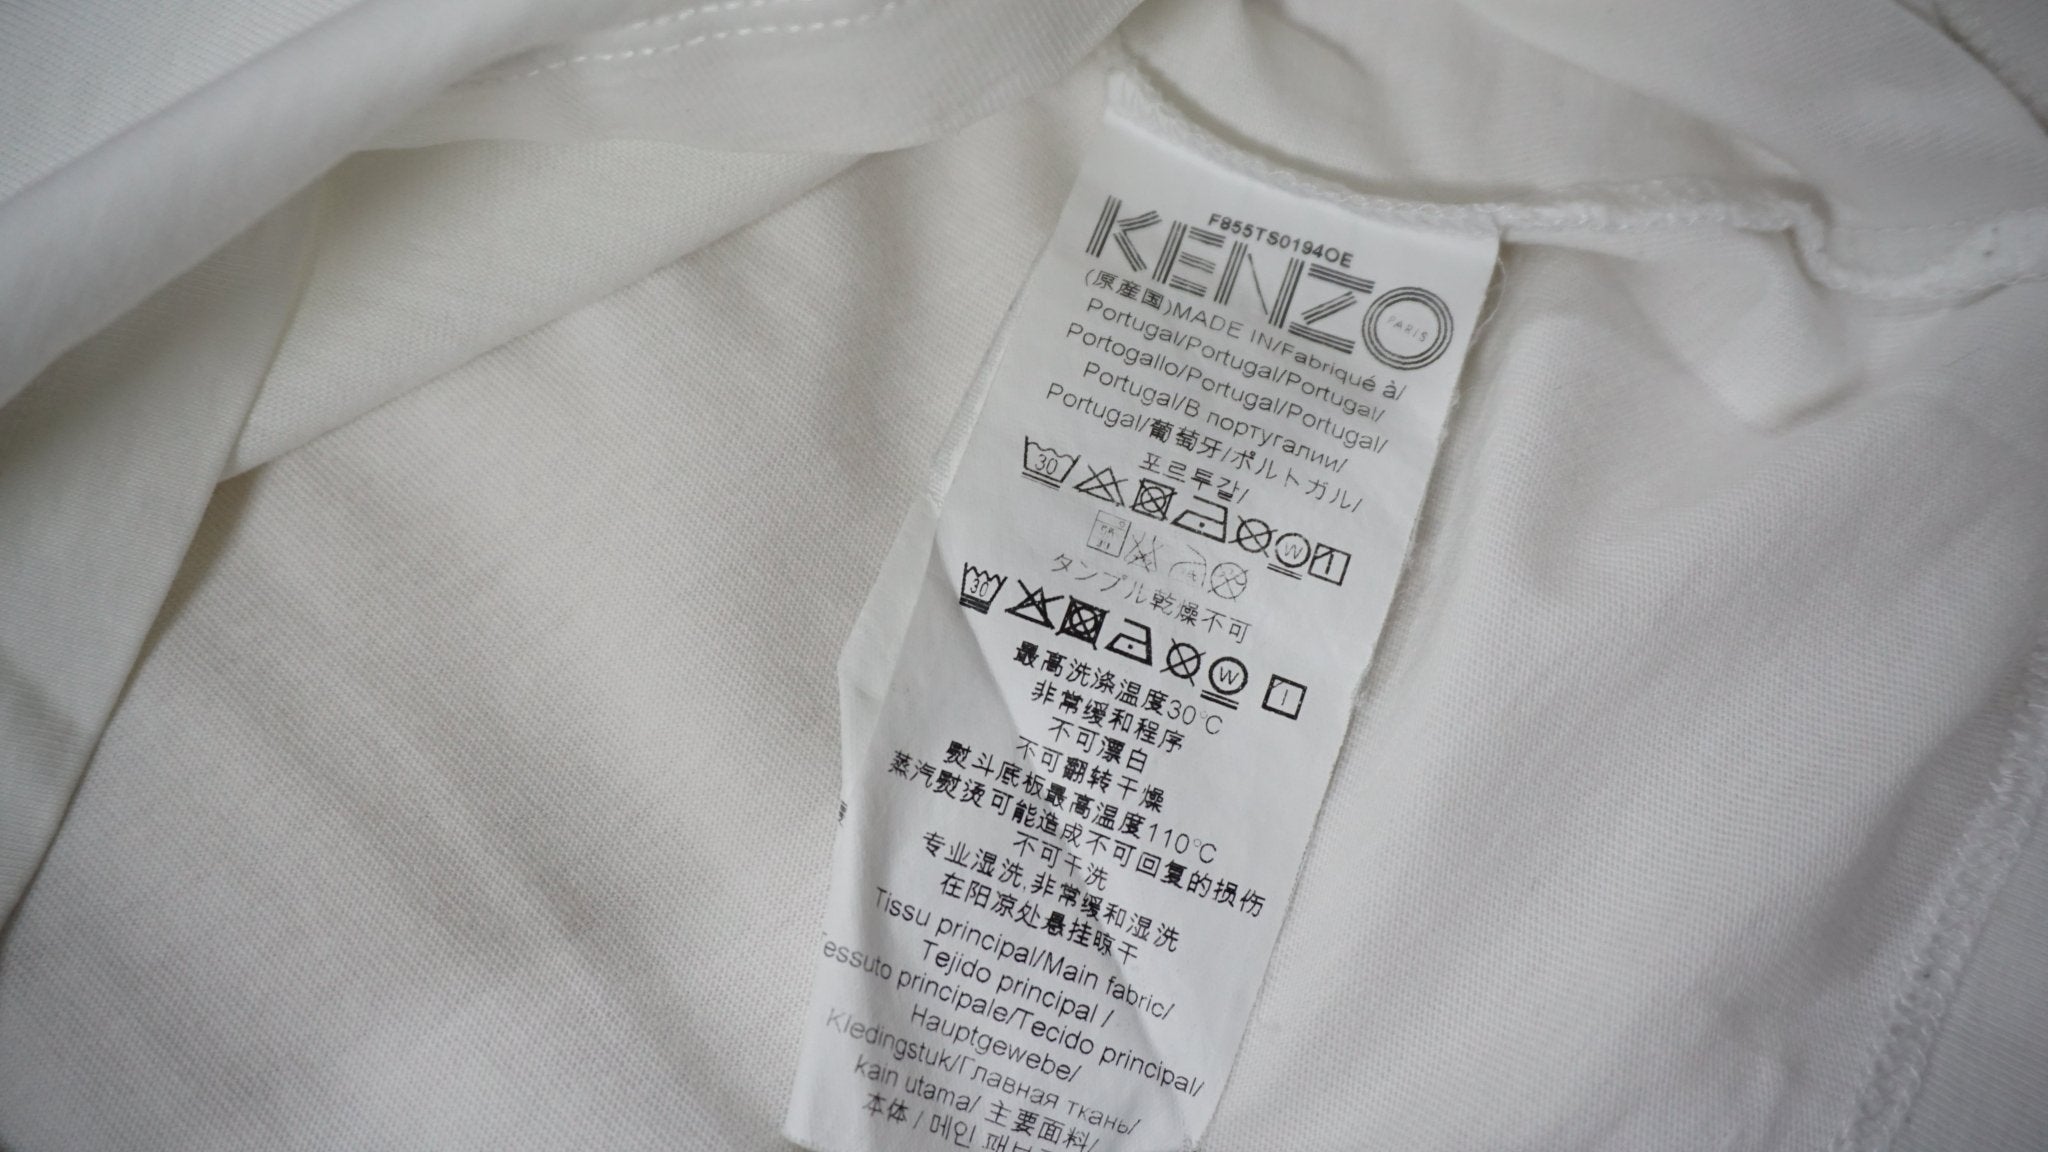 F855TS0194OE
KENZO
PARIS
(原産国)MADE IN/Fabriqué à/
Portugal/Portugal/Portugal/
Portogallo/Portugal/Portugal/
Portugal/В португалии/
Portugal/葡萄牙/ポルトガル/
포르투갈/
30
W
タンブル乾燥不可
30
W
最高洗涤温度30°C
非常缓和程序
不可漂白
不可翻转干燥
熨斗底板最高温度110°C
蒸汽熨烫可能造成不可回复的损伤
不可干洗
专业湿洗,非常缓和湿洗
在阳凉处悬挂晾干
Tissu principal/Main fabric/
Tejido principal /
Tessuto principale/Tecido principal/
Hauptgewebe/
Kledingstuk/Главная ткань/
kain utama/ 主要面料/
本体 / 메인